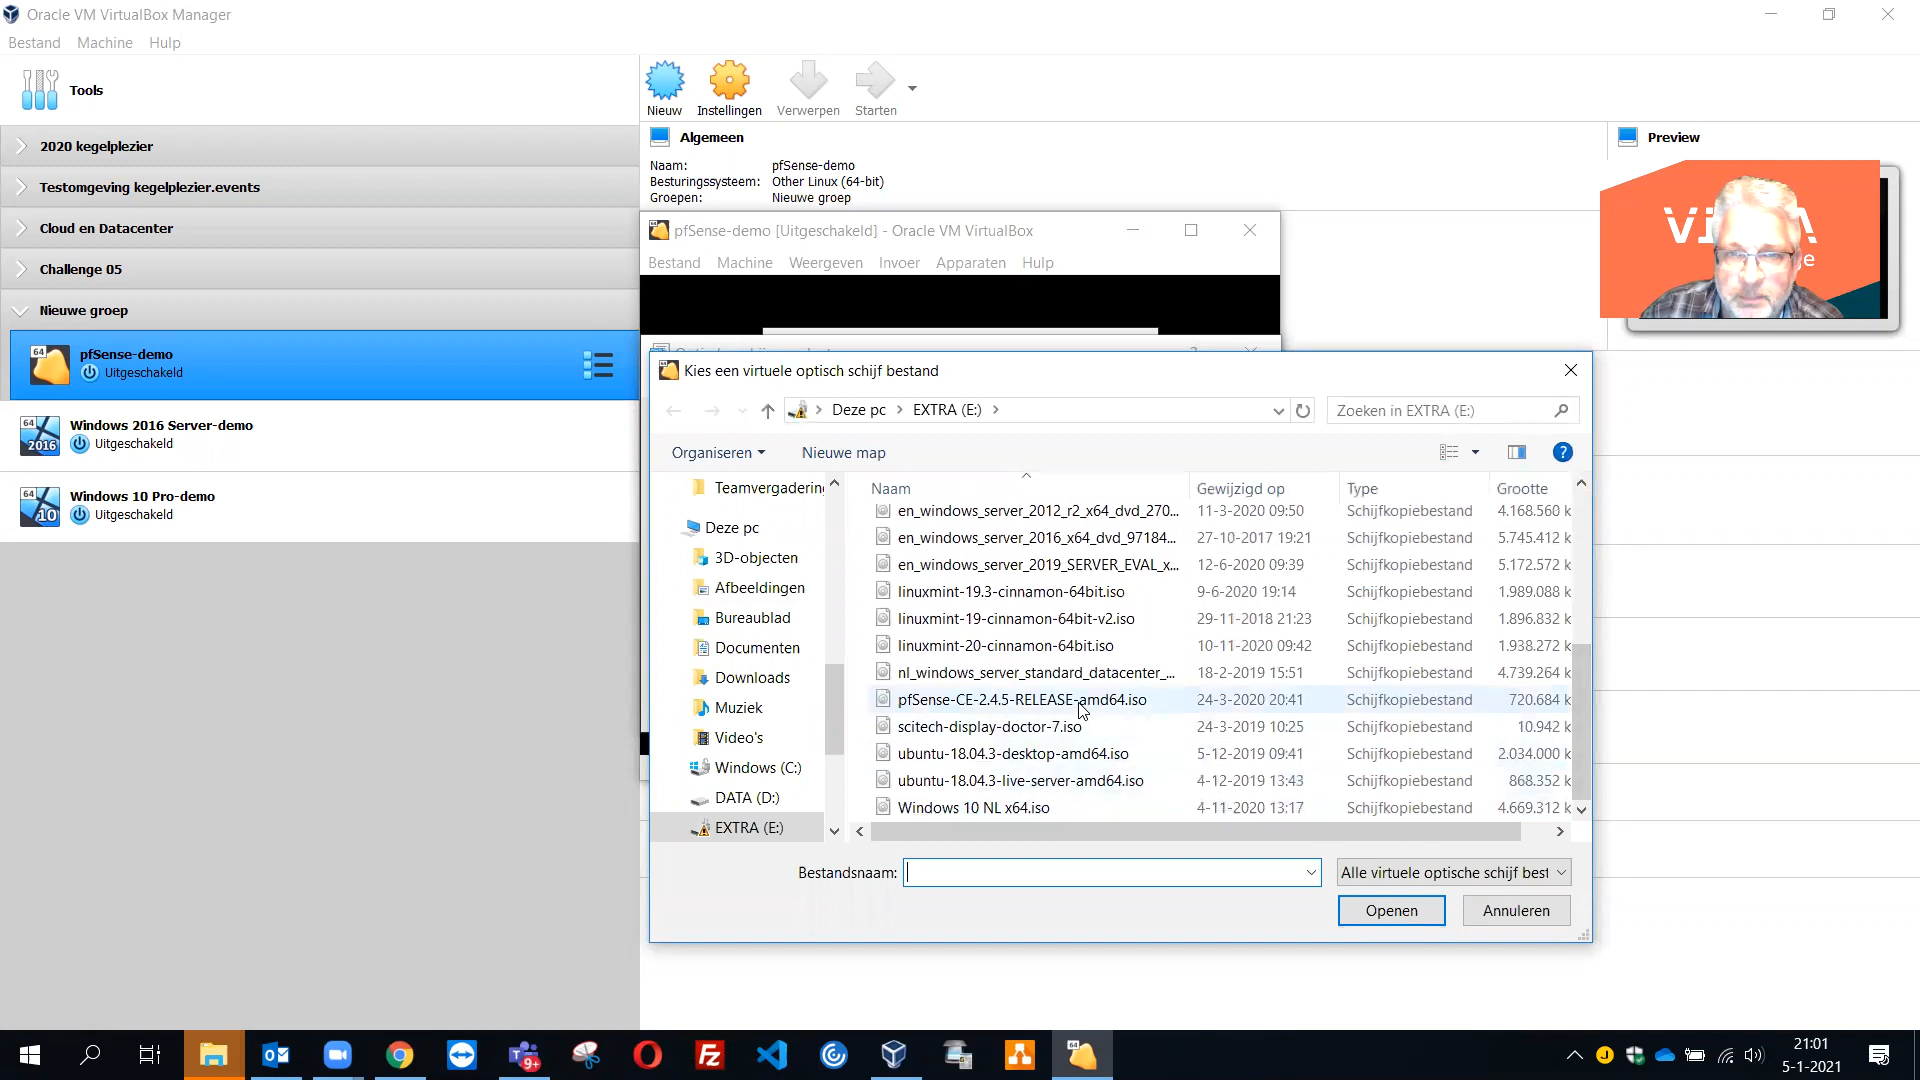 Oracle VM VirtualBox Manager
Bestand Machine Hulp
Tools
Nieuw Instellingen Verwerpen Starten
2020 kegelplezier
Testomgeving kegelplezier.events
Cloud en Datacenter
Challenge 05
Nieuwe groep
64 pfSense-demo
Uitgeschakeld
64 2016 Windows 2016 Server-demo
Uitgeschakeld
64 10 Windows 10 Pro-demo
Uitgeschakeld
Algemeen
Naam: pfSense-demo
Besturingssysteem: Other Linux (64-bit)
Groepen: Nieuwe groep
Preview
64 pfSense-demo [Uitgeschakeld] - Oracle VM VirtualBox
Bestand Machine Weergeven Invoer Apparaten Hulp
64 Kies een virtuele optisch schijf bestand
Deze pc EXTRA (E:)
Zoeken in EXTRA (E:)
Organiseren Nieuwe map
Teamvergadering
Deze pc
3D-objecten
Afbeeldingen
Bureaublad
Documenten
Downloads
Muziek
Video's
Windows (C:)
DATA (D:)
EXTRA (E:)
Naam Gewijzigd op Type Grootte
en_windows_server_2012_r2_x64_dvd_270... 11-3-2020 09:50 Schijfkopiebestand 4.168.560 k
en_windows_server_2016_x64_dvd_97184... 27-10-2017 19:21 Schijfkopiebestand 5.745.412 k
en_windows_server_2019_SERVER_EVAL_x... 12-6-2020 09:39 Schijfkopiebestand 5.172.572 k
linuxmint-19.3-cinnamon-64bit.iso 9-6-2020 19:14 Schijfkopiebestand 1.989.088 k
linuxmint-19-cinnamon-64bit-v2.iso 29-11-2018 21:23 Schijfkopiebestand 1.896.832 k
linuxmint-20-cinnamon-64bit.iso 10-11-2020 09:42 Schijfkopiebestand 1.938.272 k
nl_windows_server_standard_datacenter_... 18-2-2019 15:51 Schijfkopiebestand 4.739.264 k
pfSense-CE-2.4.5-RELEASE-amd64.iso 24-3-2020 20:41 Schijfkopiebestand 720.684 k
scitech-display-doctor-7.iso 24-3-2019 10:25 Schijfkopiebestand 10.942 k
ubuntu-18.04.3-desktop-amd64.iso 5-12-2019 09:41 Schijfkopiebestand 2.034.000 k
ubuntu-18.04.3-live-server-amd64.iso 4-12-2019 13:43 Schijfkopiebestand 868.352 k
Windows 10 NL x64.iso 4-11-2020 13:17 Schijfkopiebestand 4.669.312 k
Bestandsnaam: Alle virtuele optische schijf best
Openen Annuleren
21:01
5-1-2021